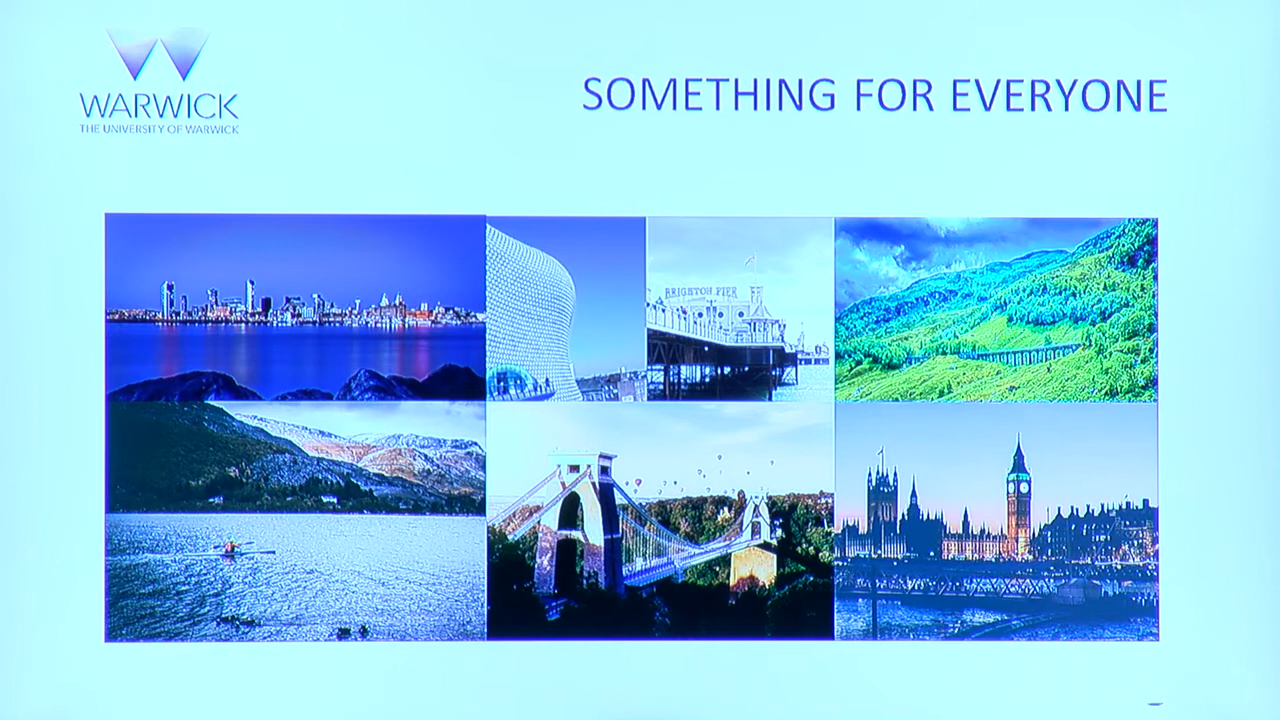 WARWICK
THE UNIVERSITY OF WARWICK
SOMETHING FOR EVERYONE
BRIGHTON PIER